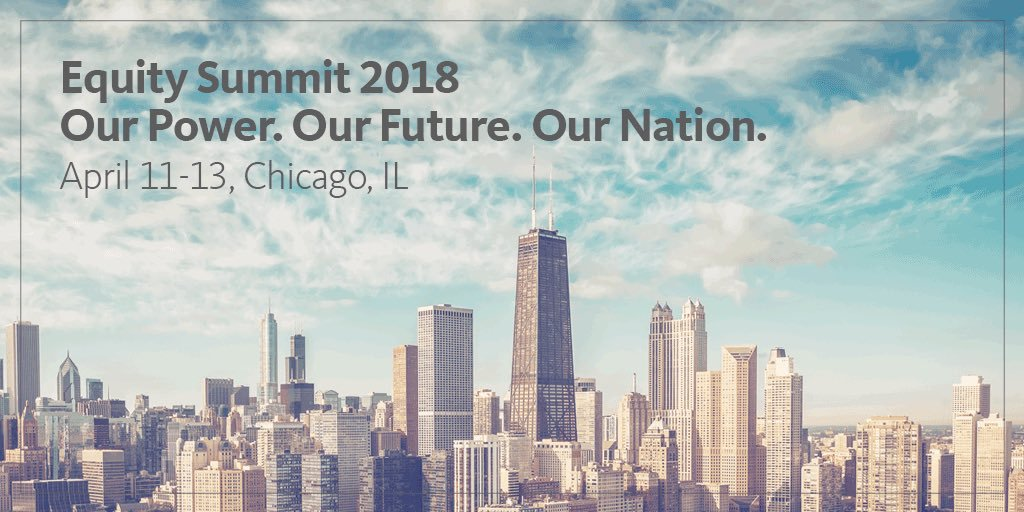 Equity Summit 2018
Our Power. Our Future. Our Nation.
April 11-13, Chicago, IL